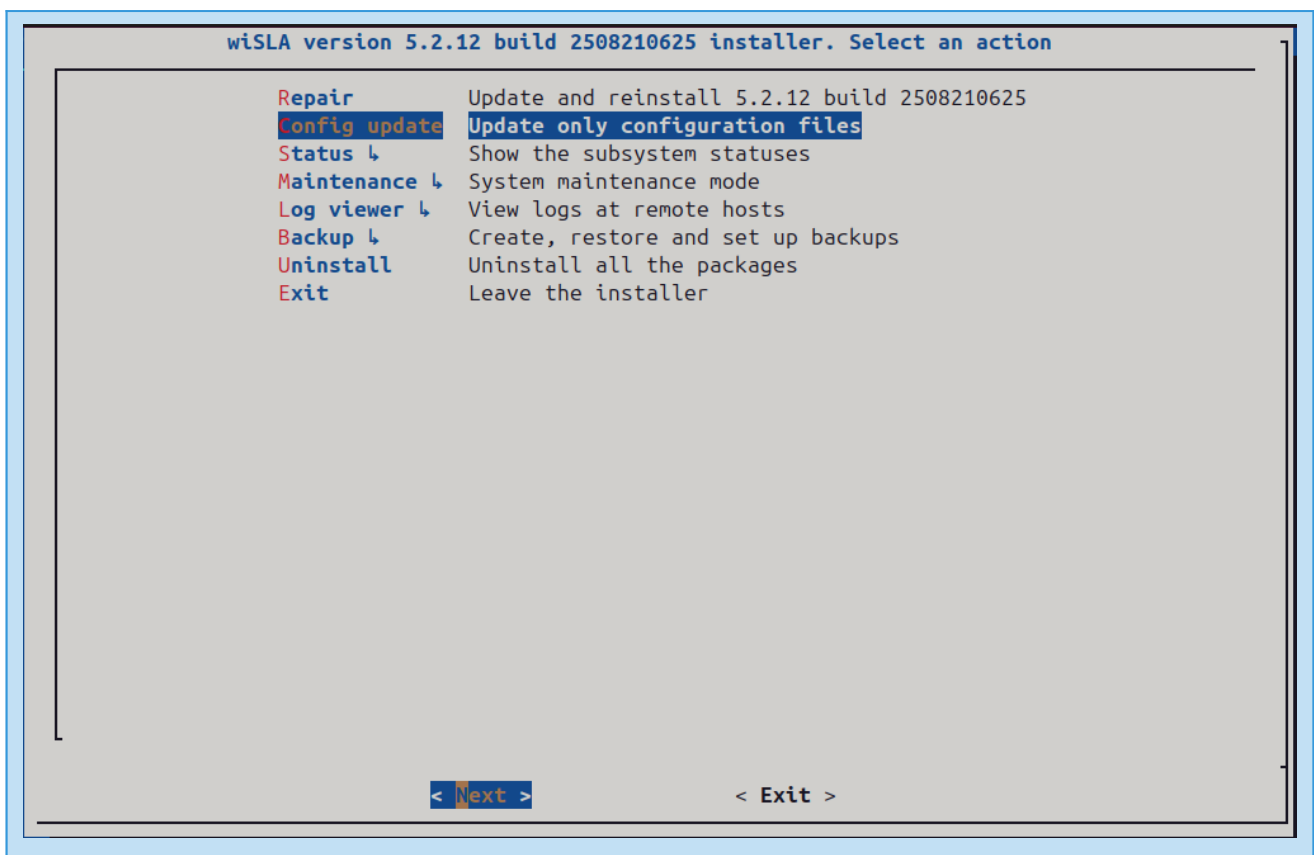 wiSLA version 5.2.12 build 2508210625 installer. Select an action
Repair Update and reinstall 5.2.12 build 2508210625
Config update Update only configuration files
Status ↳ Show the subsystem statuses
Maintenance ↳ System maintenance mode
Log viewer ↳ View logs at remote hosts
Backup ↳ Create, restore and set up backups
Uninstall Uninstall all the packages
Exit Leave the installer
< Next > < Exit >